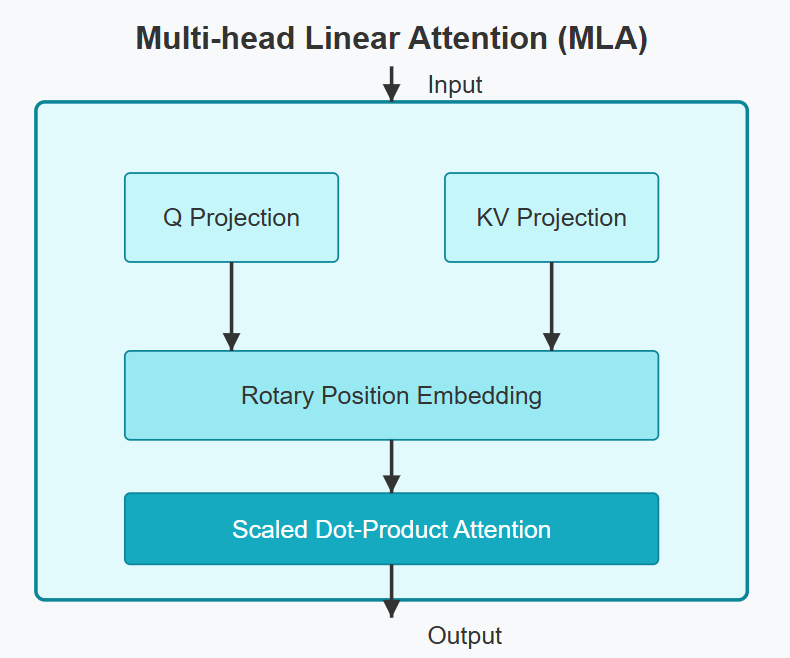 Multi-head Linear Attention (MLA)
Input
Q Projection
KV Projection
Rotary Position Embedding
Scaled Dot-Product Attention
Output